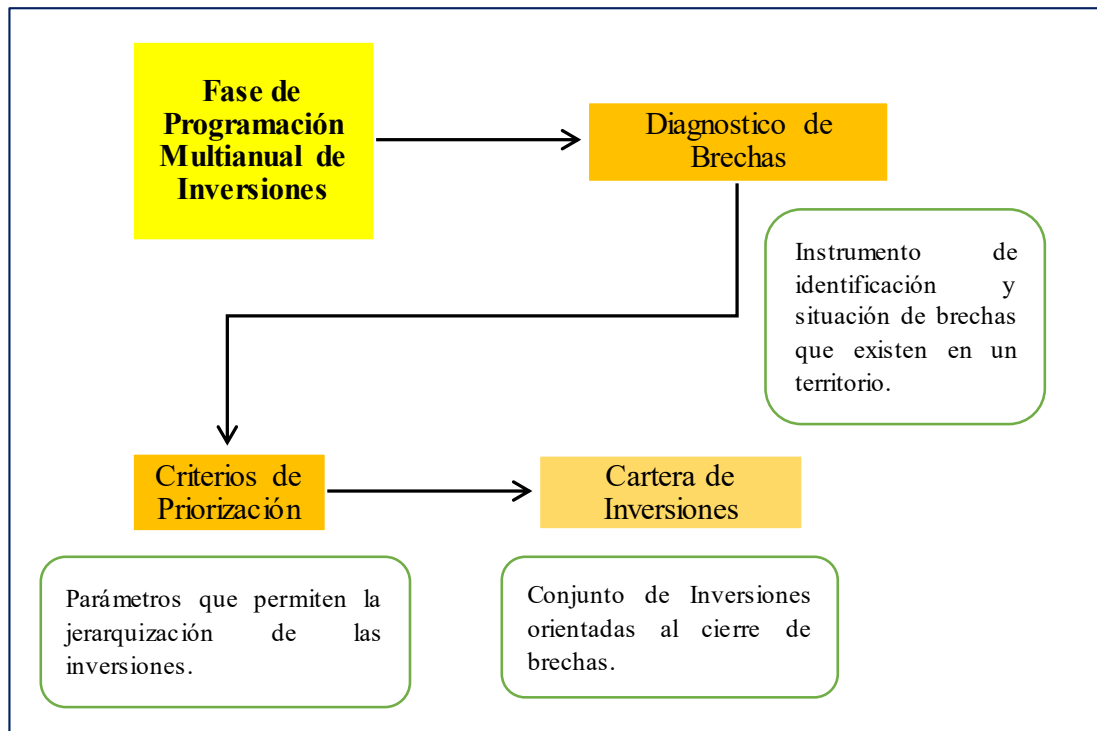 Fase de
Programación
Multianual de
Inversiones
Diagnostico de
Brechas
Instrumento de
identificación y
situación de brechas
que existen en un
territorio.
Criterios de
Priorización
Cartera de
Inversiones
Parámetros que permiten la
jerarquización de las
inversiones.
Conjunto de Inversiones
orientadas al cierre de
brechas.